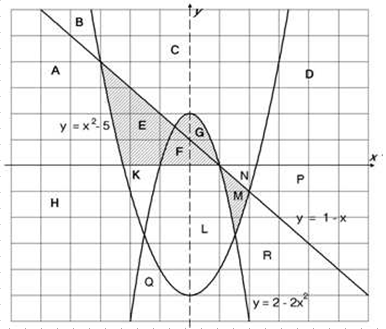 y
B
C
A
D
y = x²-5
E
G
F
x
K
N
P
M
H
y = 1 - x
L
R
Q
y = 2 - 2x²